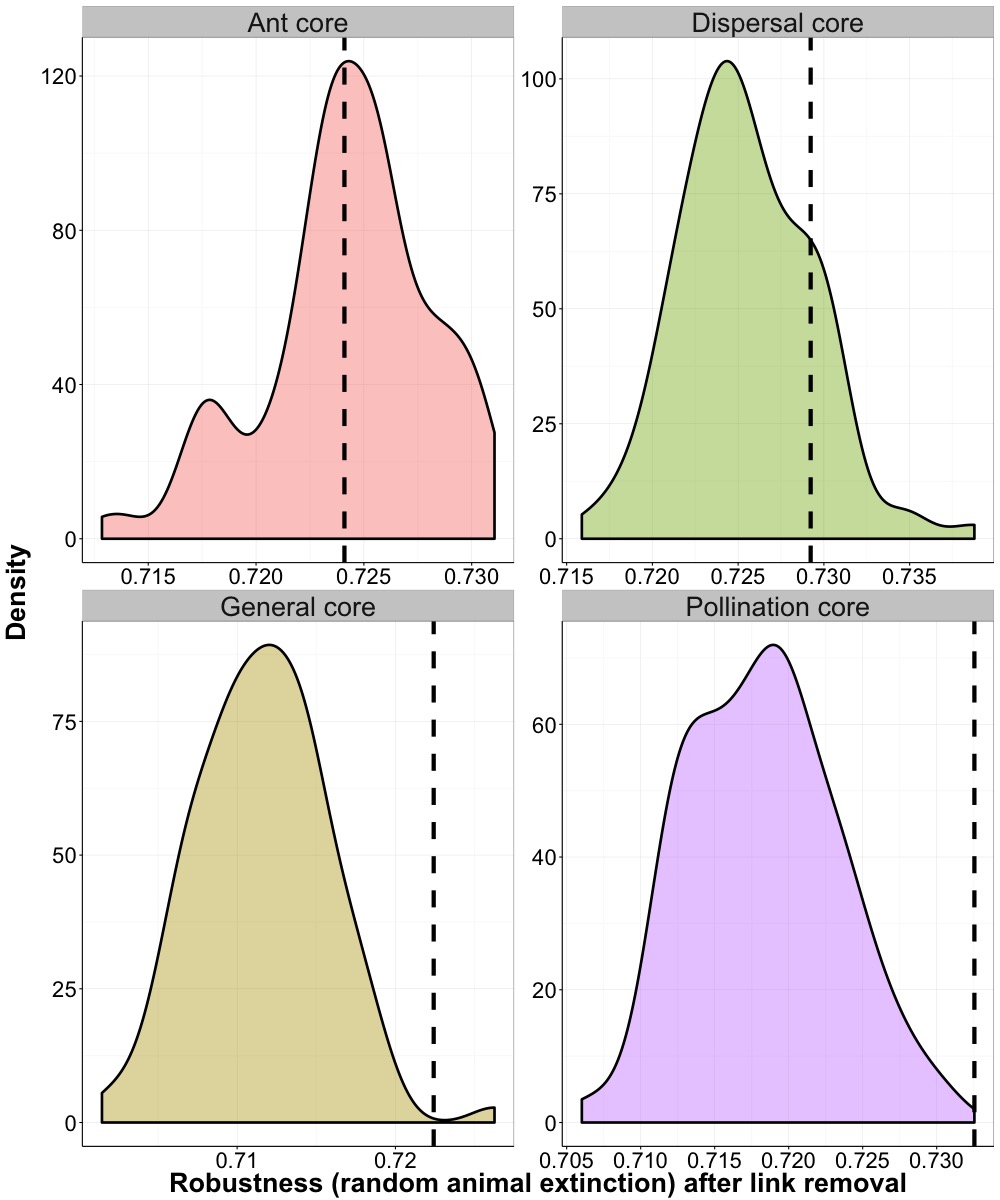 Ant core
Dispersal core
120
80
40
0
100
75
50
25
0
0.715 0.720 0.725 0.730
0.715 0.720 0.725 0.730 0.735
Density
General core
Pollination core
75
50
25
0
60
40
20
0
0.71 0.72
0.705 0.710 0.715 0.720 0.725 0.730
Robustness (random animal extinction) after link removal